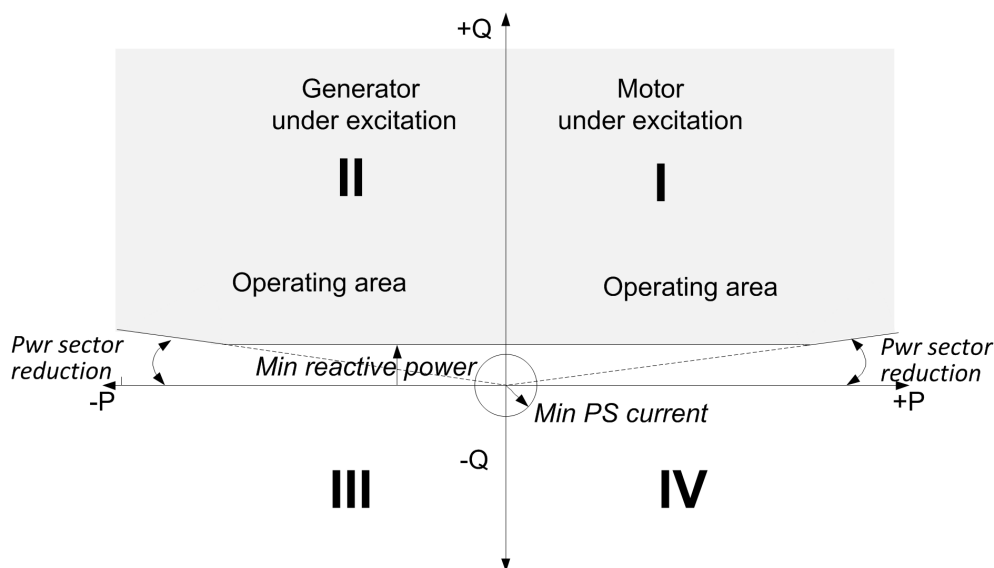 +Q
Generator
under excitation
Motor
under excitation
II
I
Operating area
Operating area
Pwr sector
reduction
Min reactive power
Pwr sector
reduction
-P
+P
Min PS current
-Q
III
IV